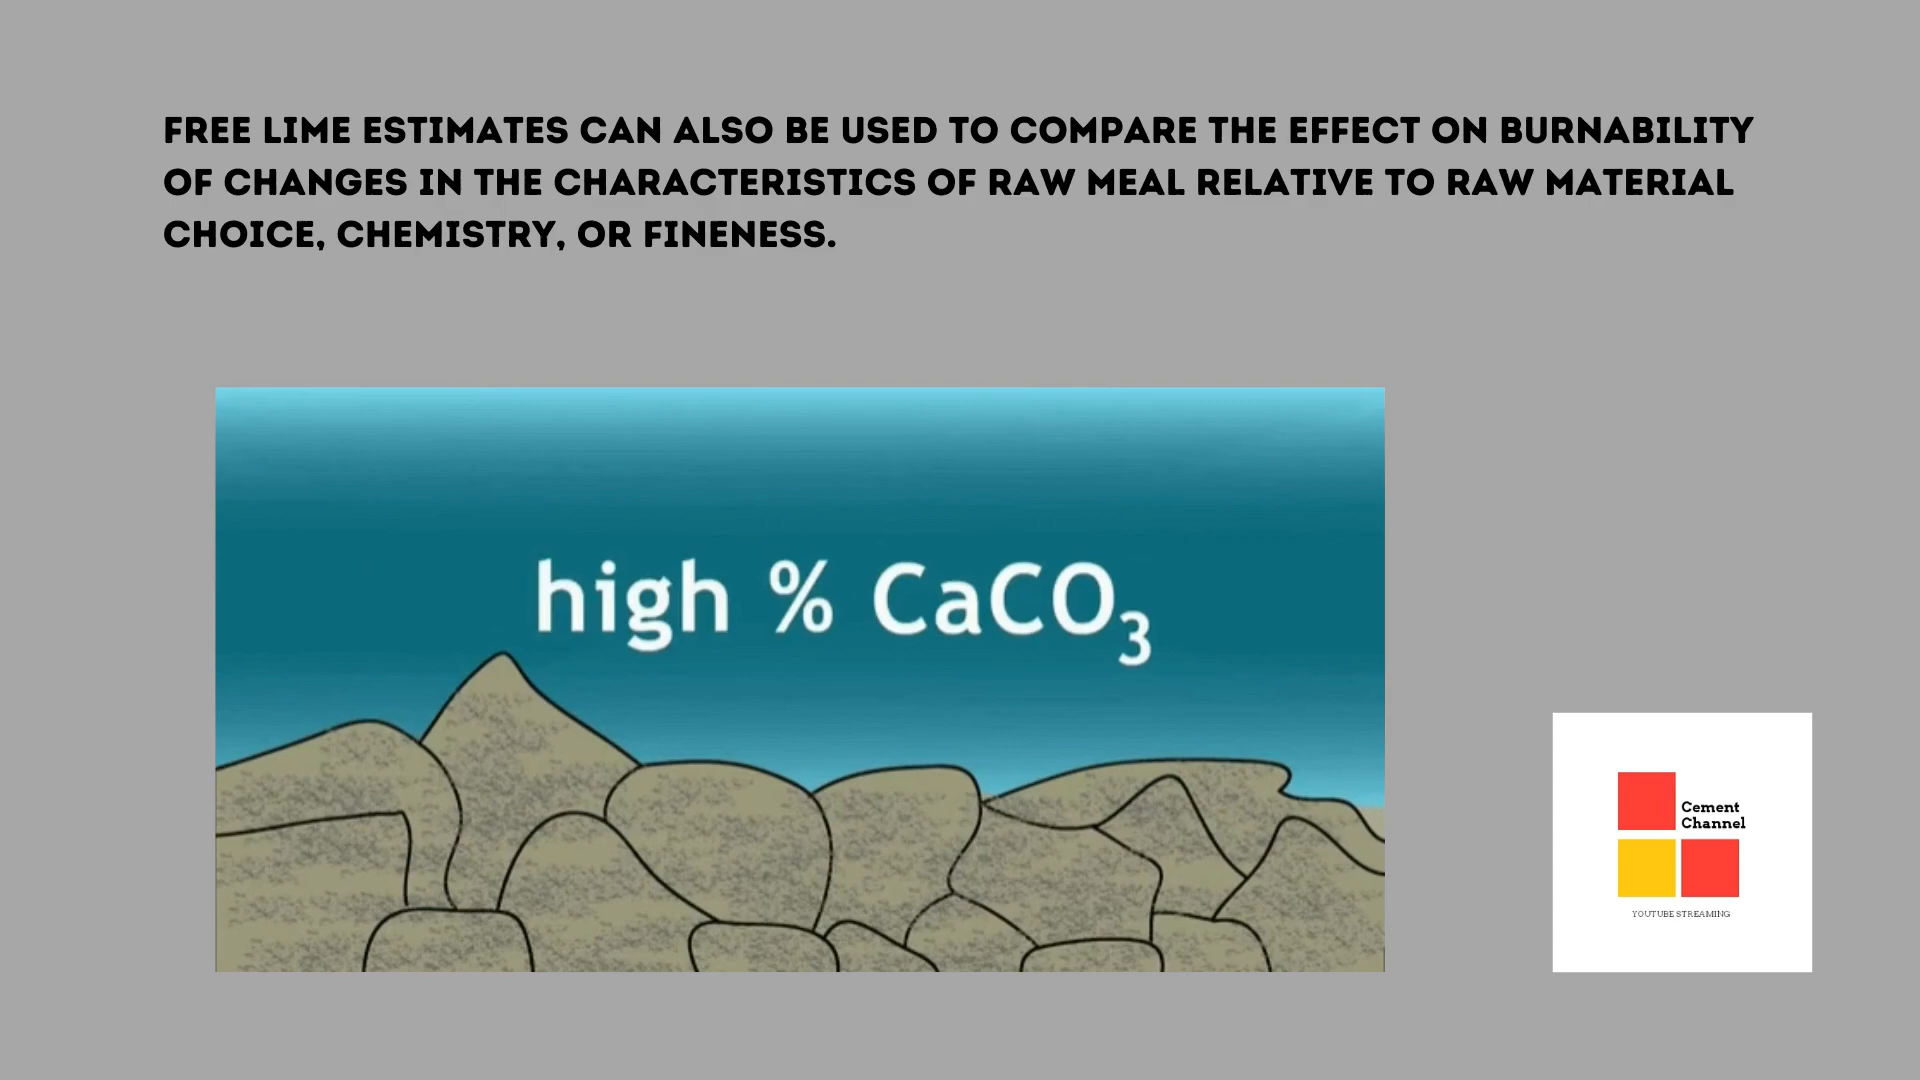 FREE LIME ESTIMATES CAN ALSO BE USED TO COMPARE THE EFFECT ON BURNABILITY
OF CHANGES IN THE CHARACTERISTICS OF RAW MEAL RELATIVE TO RAW MATERIAL
CHOICE, CHEMISTRY, OR FINENESS.
high % CaCO₃
Cement
Channel
YOUTUBE STREAMING